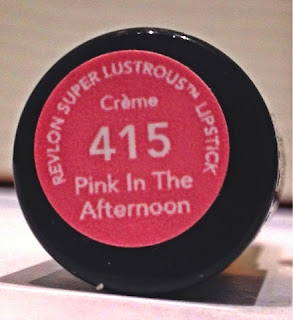 REVLON SUPER LUSTROUS™ LIPSTICK
Crème
415
Pink In The
Afternoon